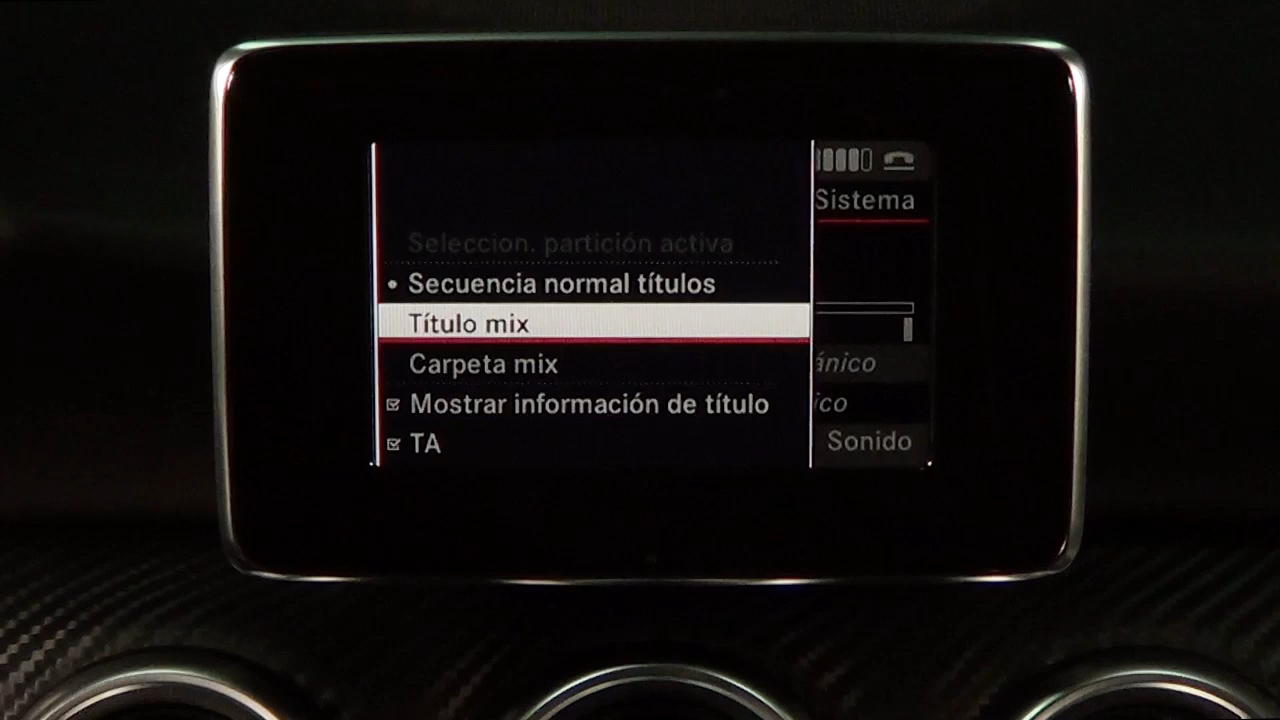 Sistema
Seleccion. partición activa
Secuencia normal títulos
Título mix
Carpeta mix
ánico
Mostrar información de título
ico
TA
Sonido